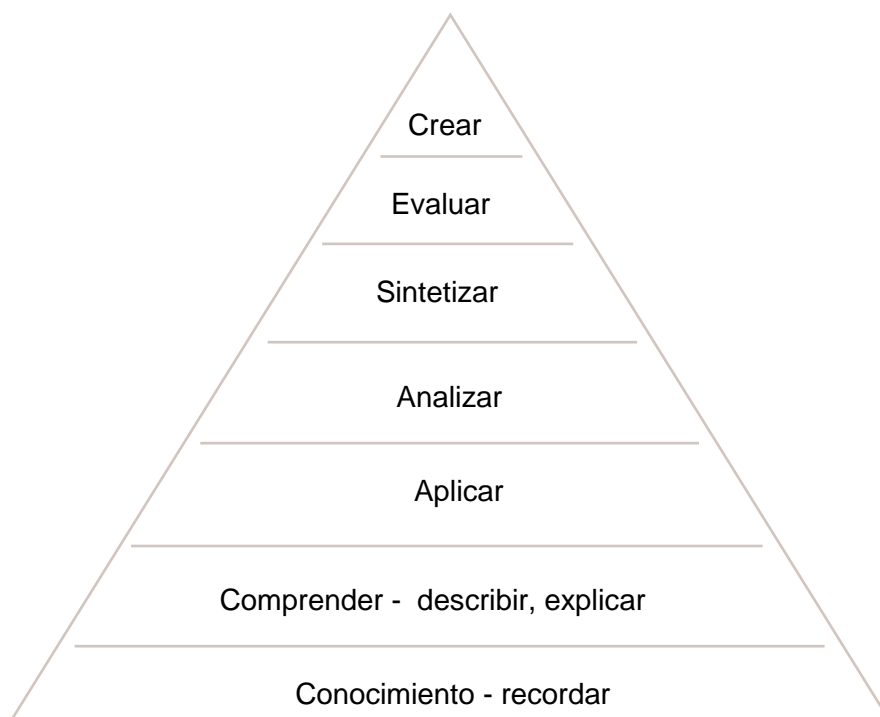 Crear
Evaluar
Sintetizar
Analizar
Aplicar
Comprender -  describir, explicar
Conocimiento - recordar